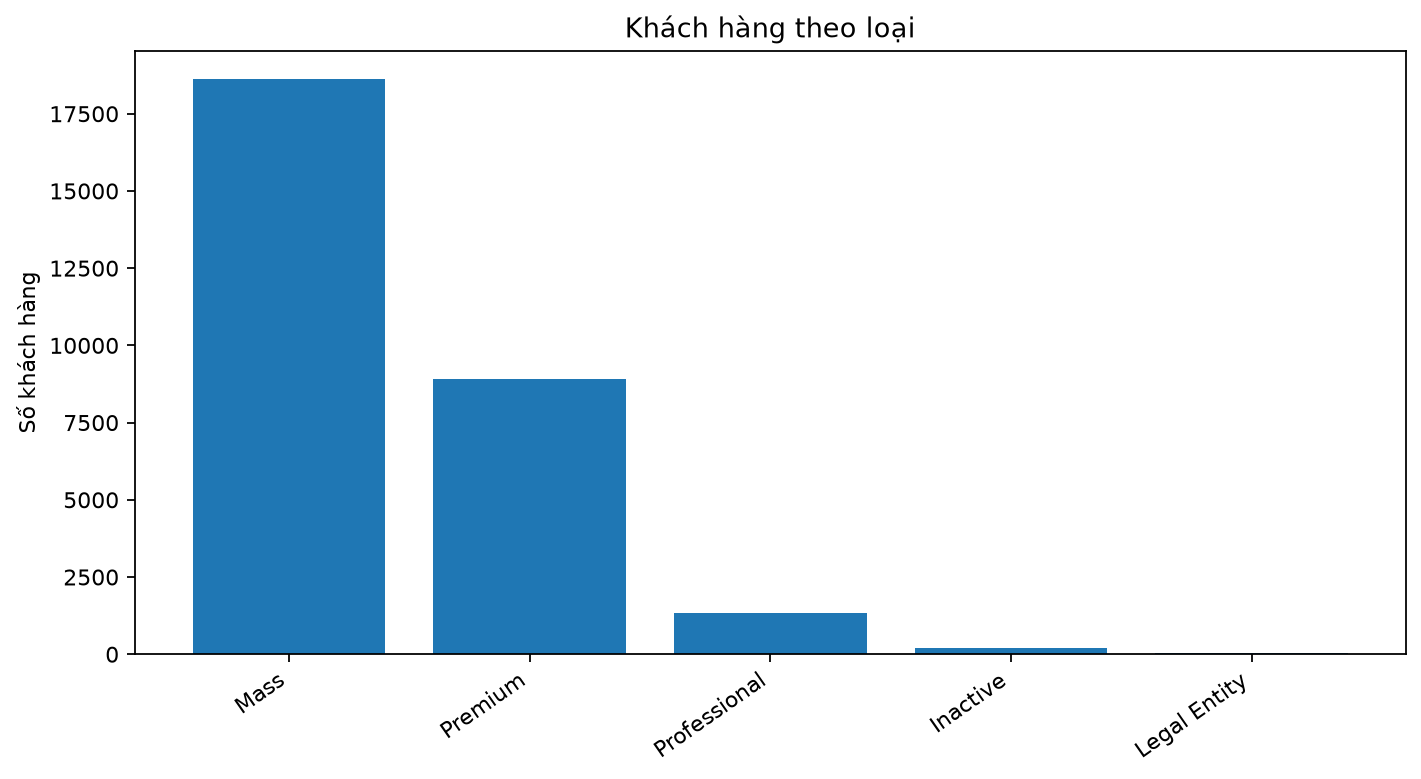 Khách hàng theo loại
Số khách hàng
17500
15000
12500
10000
7500
5000
2500
0
Mass
Premium
Professional
Inactive
Legal Entity